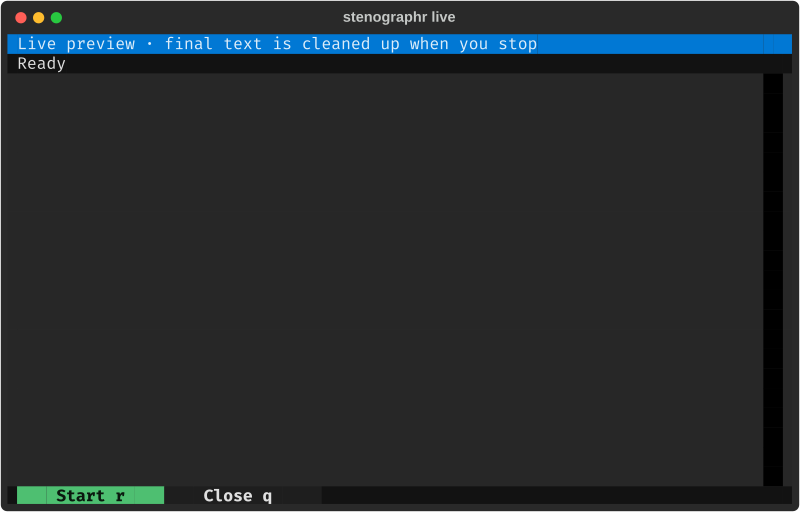 stenographr live
Live preview · final text is cleaned up when you stop
Ready
Start r Close q